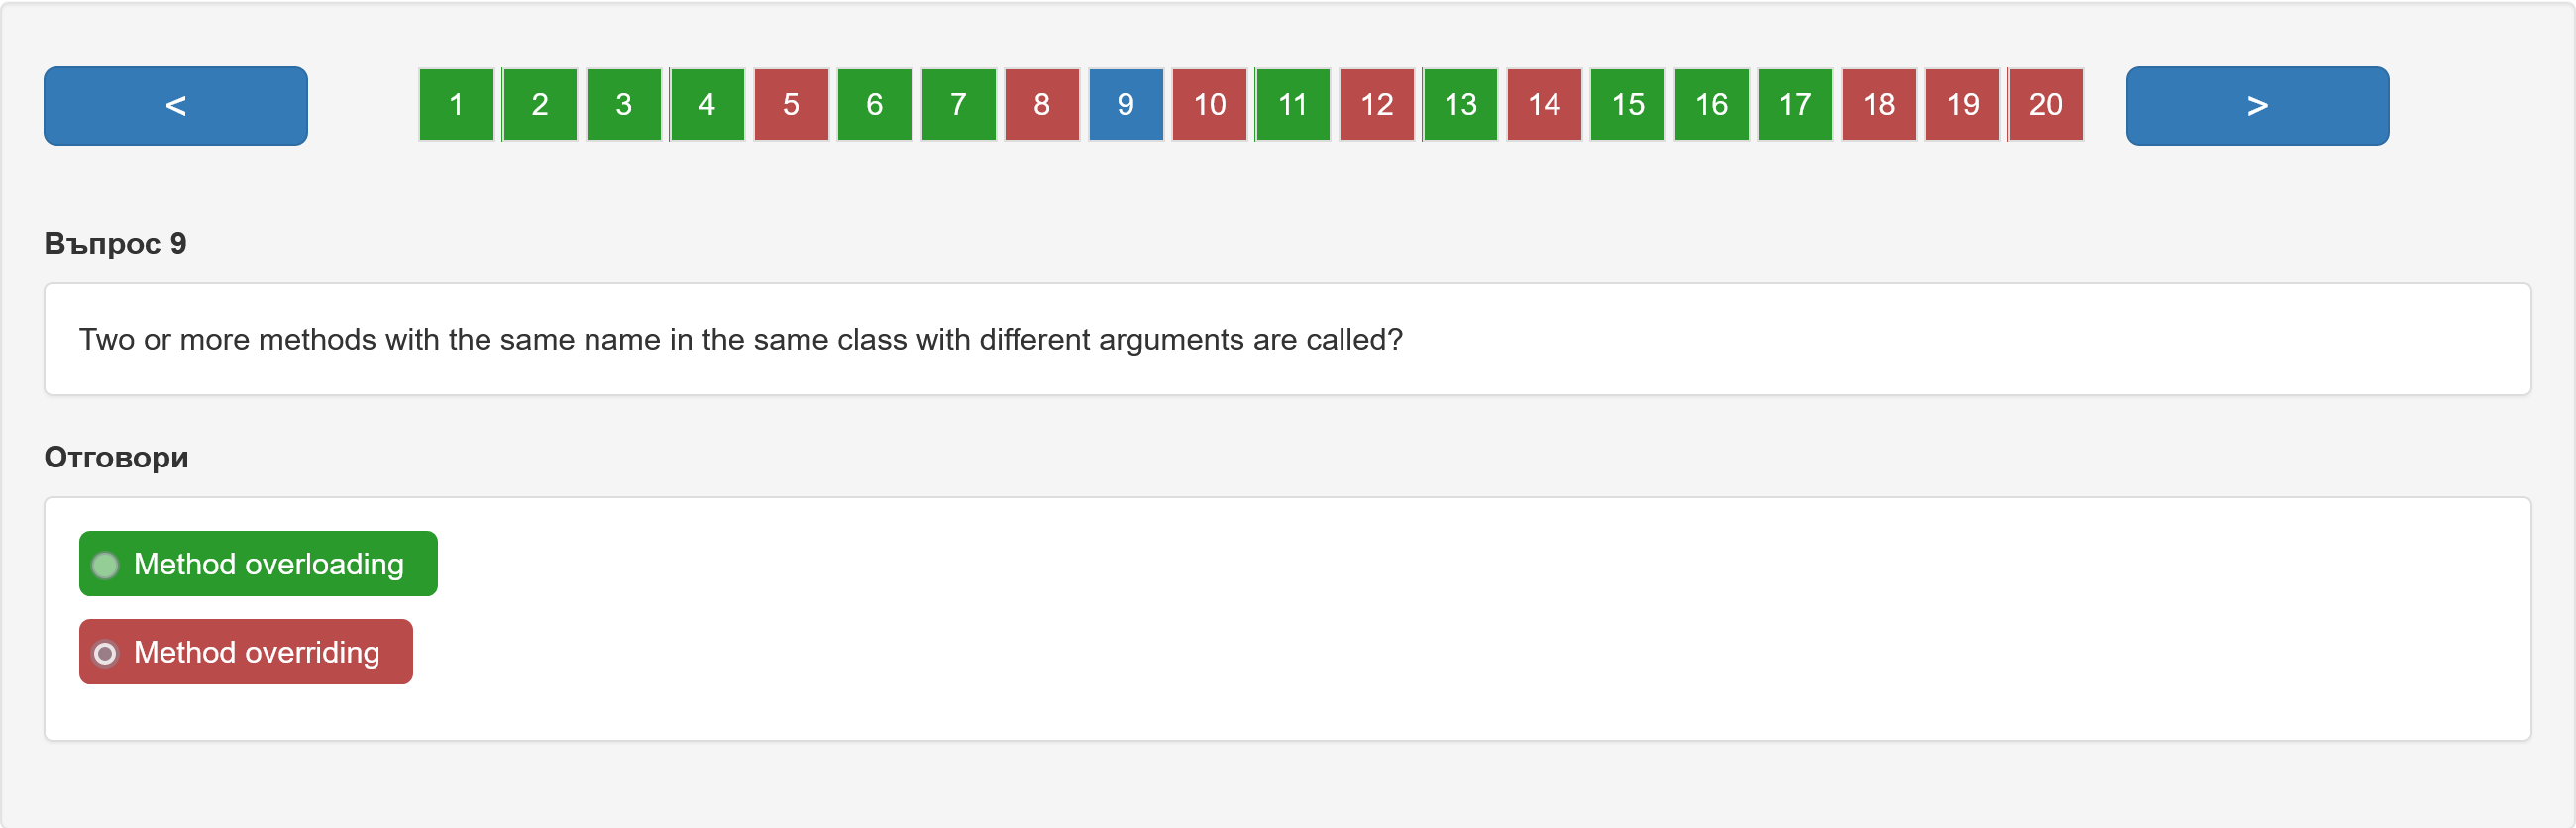 < 1 2 3 4 5 6 7 8 9 10 11 12 13 14 15 16 17 18 19 20 >
Въпрос 9
Two or more methods with the same name in the same class with different arguments are called?
Отговори
Method overloading
Method overriding